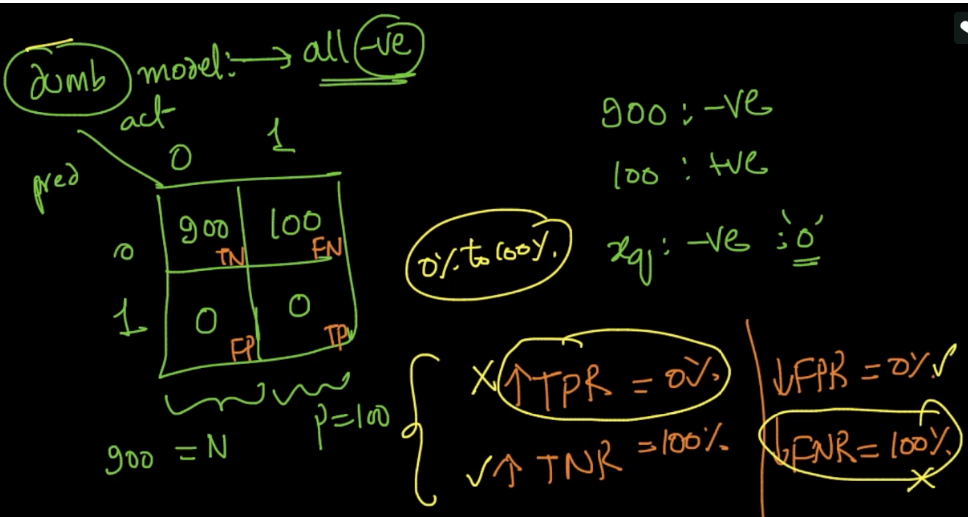 dumb model: → all -ve
act
pred
0 1
0 900 TN 100 FN
1 0 FP 0 TP
900 = N P=100
900 : -ve
100 : +ve
xq : -ve : '0'
0% to 100%
X ↑ TPR = 0%
✓ ↑ TNR = 100%
↓ FPR = 0% ✓
↓ FNR = 100% X